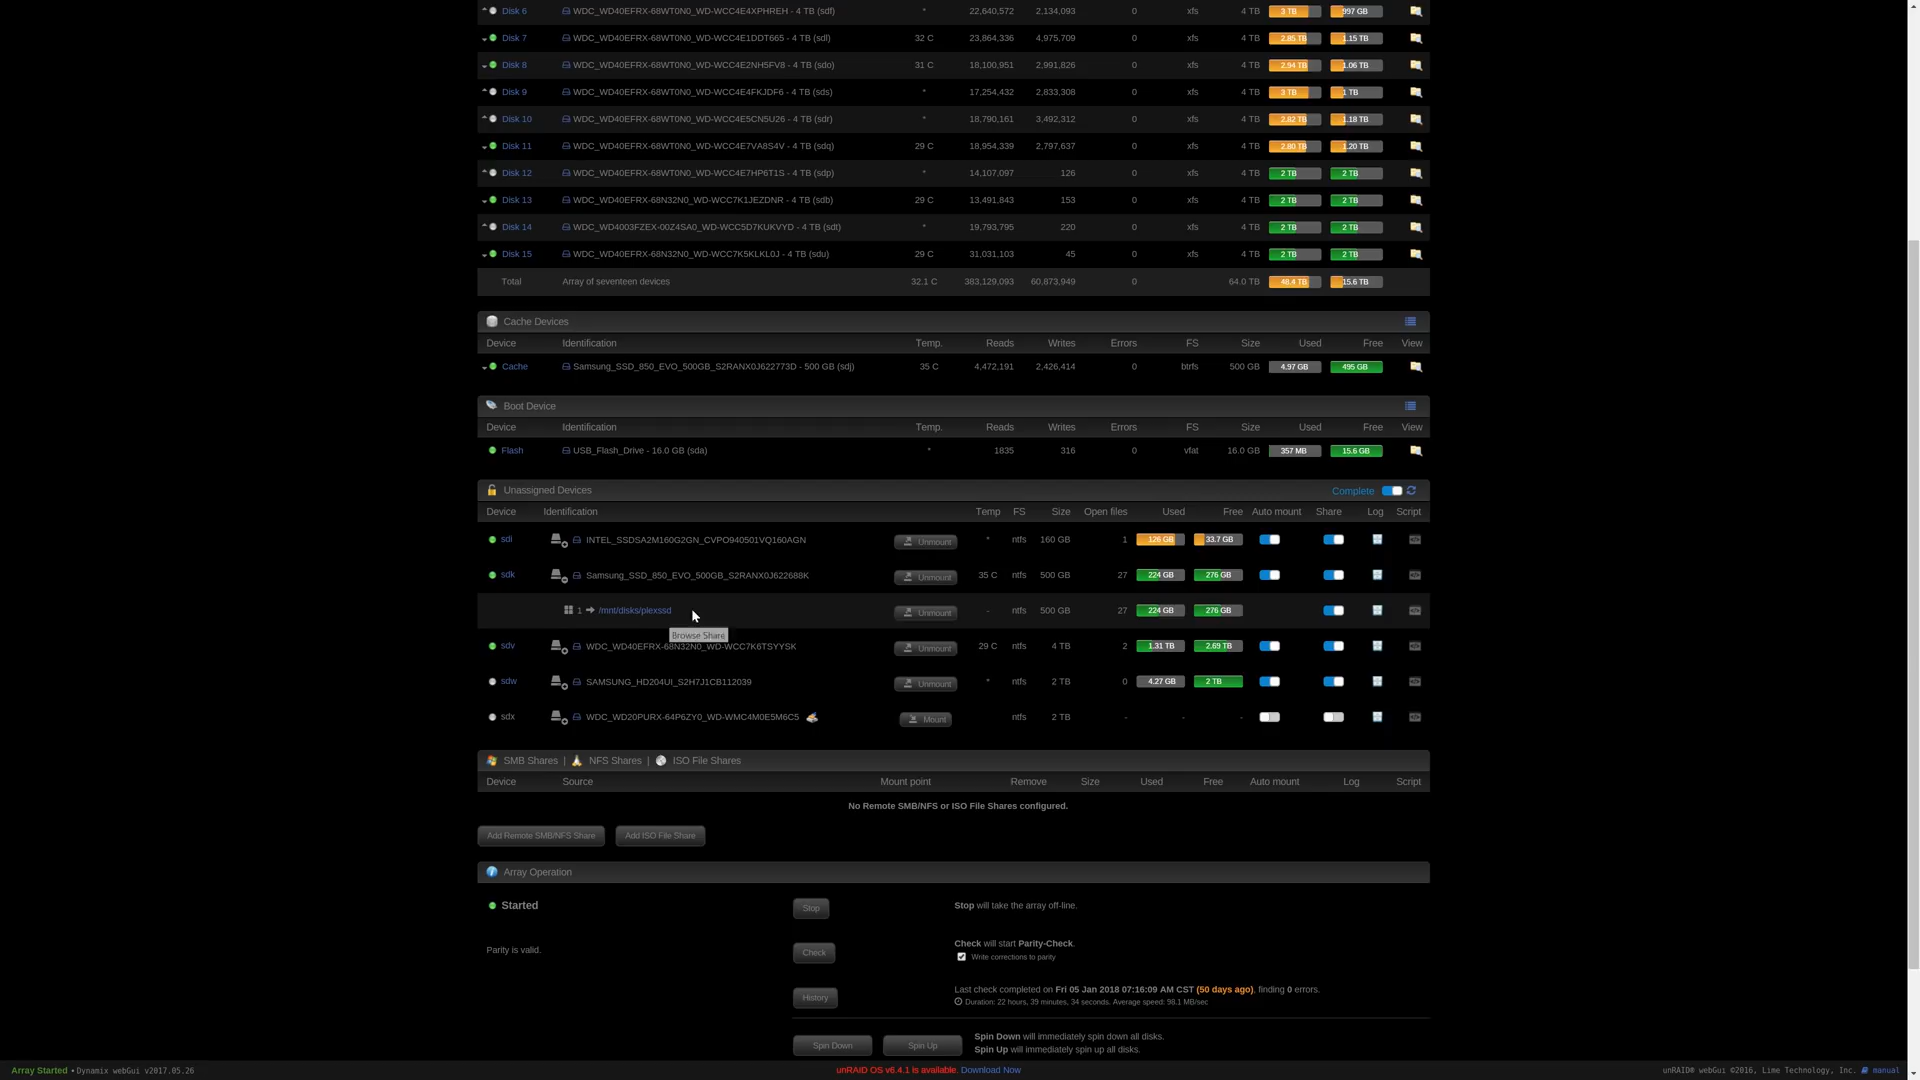 Disk 6 WDC_WD40EFRX-68WT0N0_WD-WCC4E4XPHREH - 4 TB (sdf) * 22,640,572 2,134,093 0 xfs 4 TB 3 TB 997 GB
Disk 7 WDC_WD40EFRX-68WT0N0_WD-WCC4E1DDT665 - 4 TB (sdl) 32 C 23,864,336 4,975,709 0 xfs 4 TB 2.85 TB 1.15 TB
Disk 8 WDC_WD40EFRX-68WT0N0_WD-WCC4E2NH5FV8 - 4 TB (sdo) 31 C 18,100,951 2,991,826 0 xfs 4 TB 2.94 TB 1.06 TB
Disk 9 WDC_WD40EFRX-68WT0N0_WD-WCC4E4FKJDF6 - 4 TB (sds) * 17,254,432 2,833,308 0 xfs 4 TB 3 TB 1 TB
Disk 10 WDC_WD40EFRX-68WT0N0_WD-WCC4E5CN5U26 - 4 TB (sdr) * 18,790,161 3,492,312 0 xfs 4 TB 2.82 TB 1.18 TB
Disk 11 WDC_WD40EFRX-68WT0N0_WD-WCC4E7VA8S4V - 4 TB (sdq) 29 C 18,954,339 2,797,637 0 xfs 4 TB 2.80 TB 1.20 TB
Disk 12 WDC_WD40EFRX-68WT0N0_WD-WCC4E7HP6T1S - 4 TB (sdp) * 14,107,097 126 0 xfs 4 TB 2 TB 2 TB
Disk 13 WDC_WD40EFRX-68N32N0_WD-WCC7K1JEZDNR - 4 TB (sdb) 29 C 13,491,843 153 0 xfs 4 TB 2 TB 2 TB
Disk 14 WDC_WD4003FZEX-00Z4SA0_WD-WCC5D7KUKVYD - 4 TB (sdt) * 19,793,795 220 0 xfs 4 TB 2 TB 2 TB
Disk 15 WDC_WD40EFRX-68N32N0_WD-WCC7K5KLKL0J - 4 TB (sdu) 29 C 31,031,103 45 0 xfs 4 TB 2 TB 2 TB
Total Array of seventeen devices 32.1 C 383,129,093 60,873,949 0 64.0 TB 48.4 TB 15.6 TB
Cache Devices
Device Identification Temp. Reads Writes Errors FS Size Used Free View
Cache Samsung_SSD_850_EVO_500GB_S2RANX0J622773D - 500 GB (sdj) 35 C 4,472,191 2,426,414 0 btrfs 500 GB 4.97 GB 495 GB
Boot Device
Device Identification Temp. Reads Writes Errors FS Size Used Free View
Flash USB_Flash_Drive - 16.0 GB (sda) * 1835 316 0 vfat 16.0 GB 357 MB 15.6 GB
Unassigned Devices Complete
Device Identification Temp FS Size Open files Used Free Auto mount Share Log Script
sdi INTEL_SSDSA2M160G2GN_CVPO940501VQ160AGN Unmount * ntfs 160 GB 1 126 GB 33.7 GB
sdk Samsung_SSD_850_EVO_500GB_S2RANX0J622688K Unmount 35 C ntfs 500 GB 27 224 GB 276 GB
1 /mnt/disks/plexssd Unmount - ntfs 500 GB 27 224 GB 276 GB
Browse Share
sdv WDC_WD40EFRX-68N32N0_WD-WCC7K6TSYYSK Unmount 29 C ntfs 4 TB 2 1.31 TB 2.69 TB
sdw SAMSUNG_HD204UI_S2H7J1CB112039 Unmount * ntfs 2 TB 0 4.27 GB 2 TB
sdx WDC_WD20PURX-64P6ZY0_WD-WMC4M0E5M6C5 Mount ntfs 2 TB - - -
SMB Shares | NFS Shares | ISO File Shares
Device Source Mount point Remove Size Used Free Auto mount Log Script
No Remote SMB/NFS or ISO File Shares configured.
Add Remote SMB/NFS Share Add ISO File Share
Array Operation
Started Stop Stop will take the array off-line.
Parity is valid. Check Check will start Parity-Check.
Write corrections to parity
History Last check completed on Fri 05 Jan 2018 07:16:09 AM CST (50 days ago), finding 0 errors.
Duration: 22 hours, 39 minutes, 34 seconds. Average speed: 98.1 MB/sec
Spin Down Spin Up Spin Down will immediately spin down all disks.
Spin Up will immediately spin up all disks.
Array Started • Dynamix webGui v2017.05.26 unRAID OS v6.4.1 is available. Download Now unRAID® webGui ©2016, Lime Technology, Inc. manual